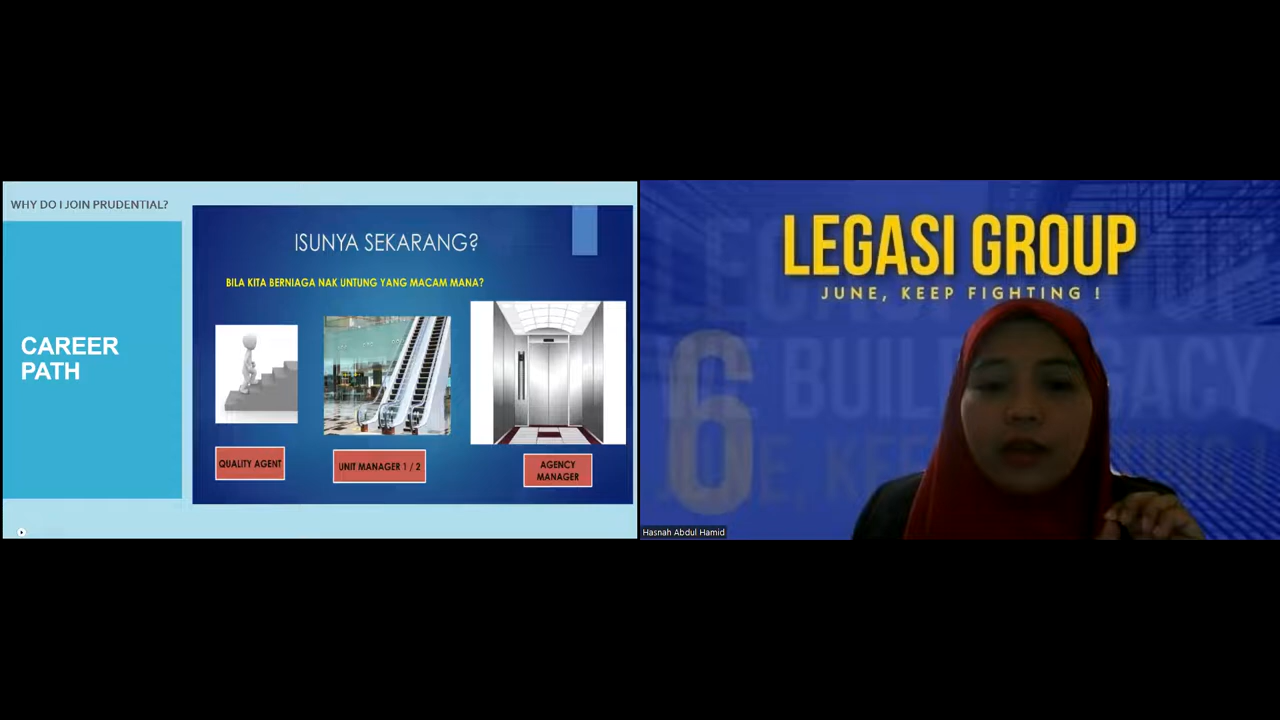 WHY DO I JOIN PRUDENTIAL?
CAREER
PATH
ISUNYA SEKARANG?
BILA KITA BERNIAGA NAK UNTUNG YANG MACAM MANA?
QUALITY AGENT
UNIT MANAGER 1 / 2
AGENCY
MANAGER
LEGASI GROUP
JUNE, KEEP FIGHTING !
6
Hasnah Abdul Hamid